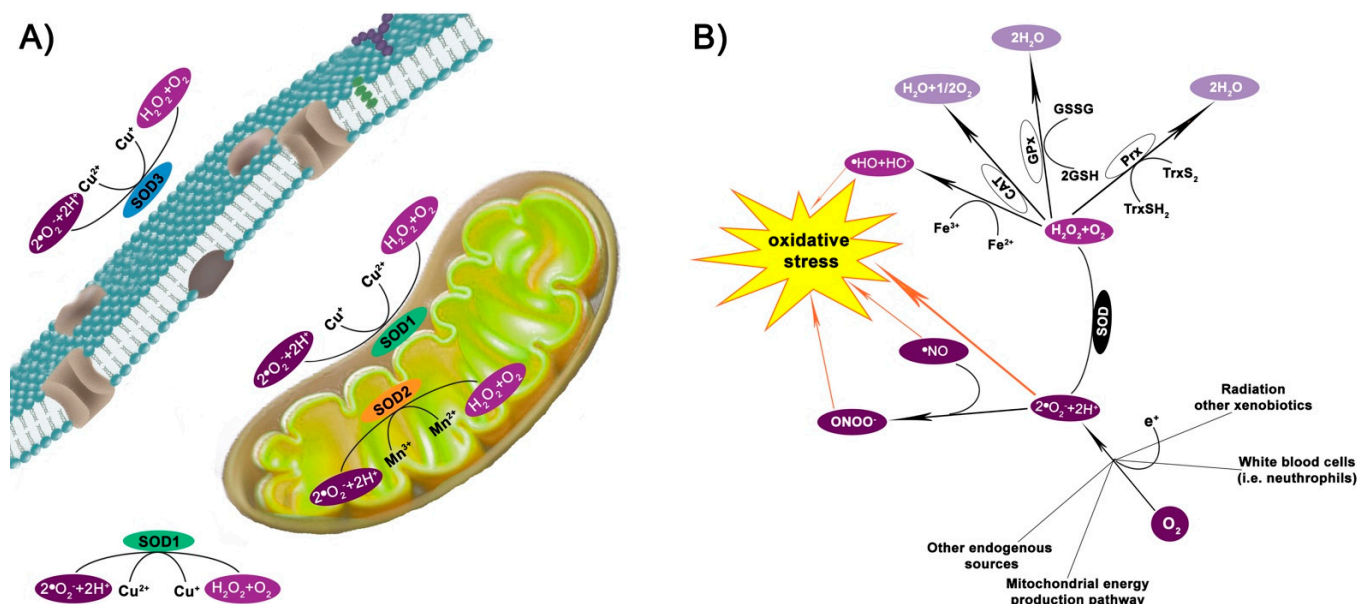 A)
H₂O₂+O₂
Cu⁺
Cu²⁺
SOD3
2•O₂⁻+2H⁺
H₂O₂+O₂
Cu²⁺
Cu⁺
SOD1
2•O₂⁻+2H⁺
SOD2
H₂O₂+O₂
Mn²⁺
Mn³⁺
2•O₂⁻+2H⁺
SOD1
2•O₂⁻+2H⁺
Cu²⁺
Cu⁺
H₂O₂+O₂
B)
2H₂O
H₂O+1/2O₂
2H₂O
GSSG
GPx
Prx
CAT
2GSH
TrxS₂
TrxSH₂
•HO+HO⁻
Fe³⁺
Fe²⁺
H₂O₂+O₂
oxidative
stress
SOD
•NO
ONOO⁻
2•O₂⁻+2H⁺
e⁺
Radiation
other xenobiotics
White blood cells
(i.e. neuthrophils)
O₂
Other endogenous
sources
Mitochondrial energy
production pathway